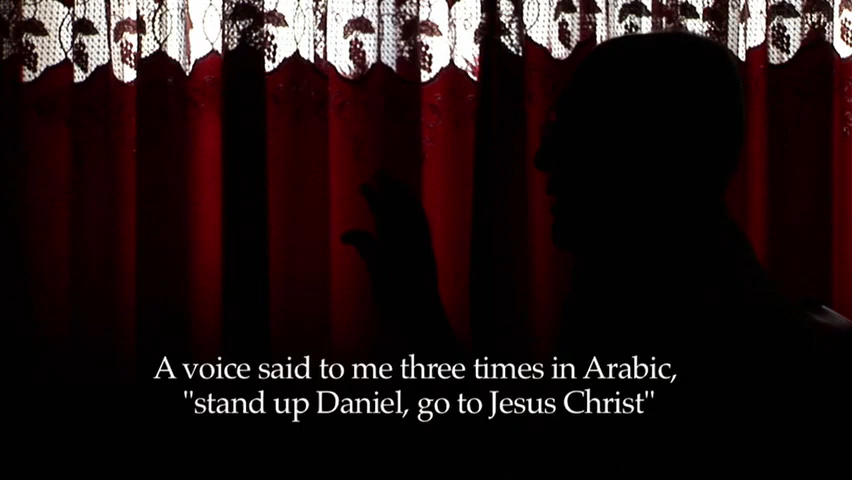 A voice said to me three times in Arabic,
"stand up Daniel, go to Jesus Christ"